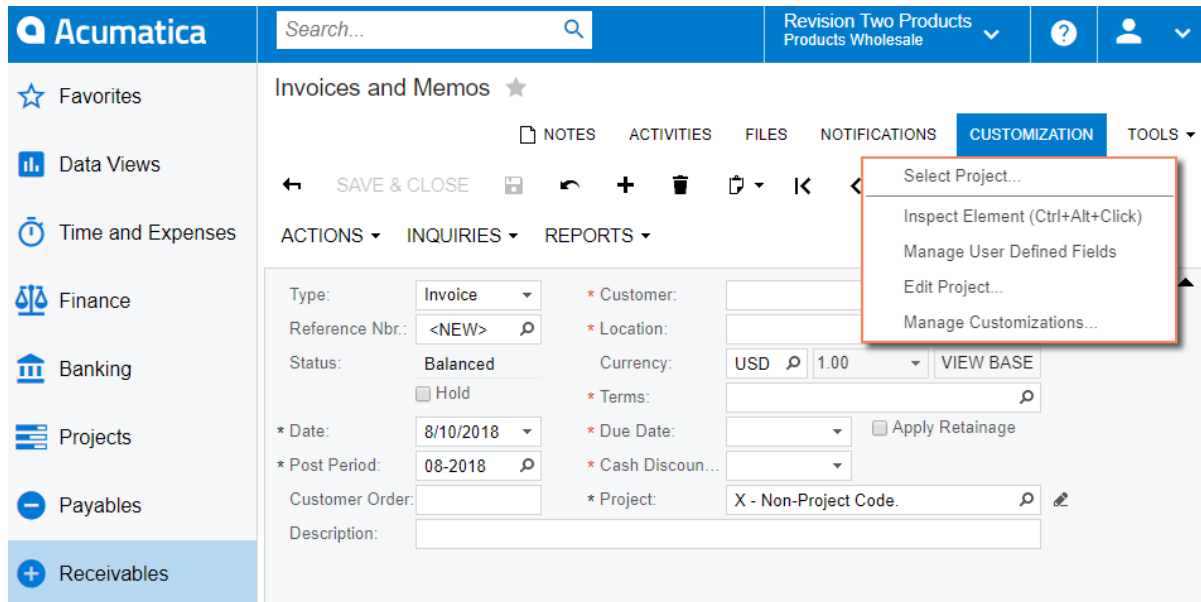 Acumatica
Search...
Revision Two Products
Products Wholesale
?
Favorites
Data Views
Time and Expenses
Finance
Banking
Projects
Payables
Receivables
Invoices and Memos
NOTES ACTIVITIES FILES NOTIFICATIONS CUSTOMIZATION TOOLS
SAVE & CLOSE
ACTIONS INQUIRIES REPORTS
Select Project...
Inspect Element (Ctrl+Alt+Click)
Manage User Defined Fields
Edit Project...
Manage Customizations...
Type: Invoice * Customer:
Reference Nbr.: <NEW> * Location:
Status: Balanced Currency: USD 1.00 VIEW BASE
Hold * Terms:
* Date: 8/10/2018 * Due Date: Apply Retainage
* Post Period: 08-2018 * Cash Discoun...
Customer Order: * Project: X - Non-Project Code.
Description: